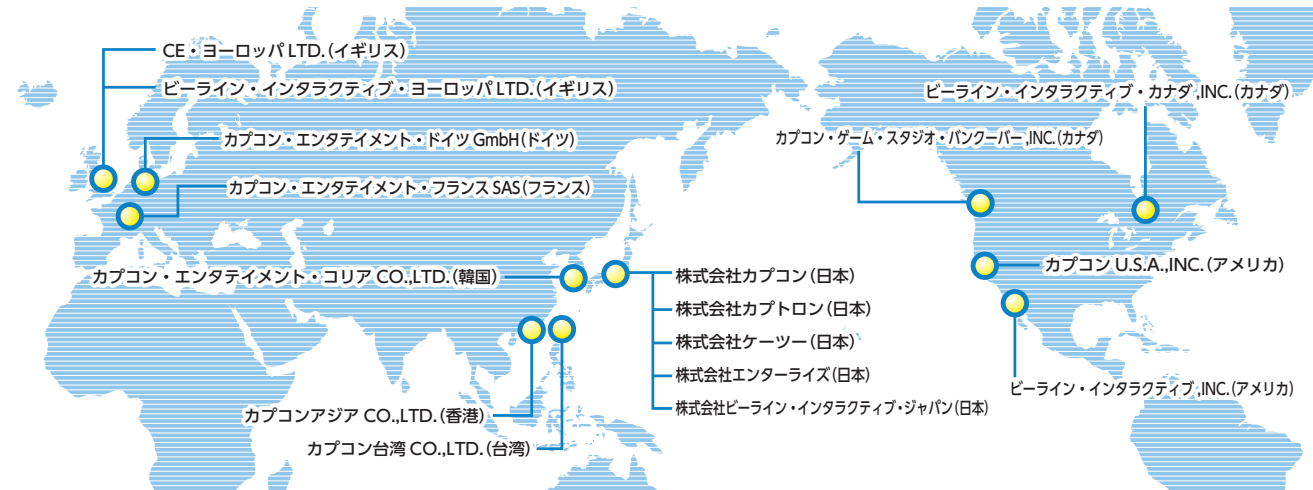 CE・ヨーロッパ LTD.(イギリス)
ビーライン・インタラクティブ・ヨーロッパ LTD.(イギリス)
カプコン・エンタテイメント・ドイツ GmbH(ドイツ)
カプコン・エンタテイメント・フランス SAS(フランス)
カプコン・エンタテイメント・コリア CO.,LTD.(韓国)
株式会社カプコン(日本)
株式会社カプトロン(日本)
株式会社ケーツー(日本)
株式会社エンターライズ(日本)
株式会社ビーライン・インタラクティブ・ジャパン(日本)
カプコンアジア CO.,LTD.(香港)
カプコン台湾 CO.,LTD.(台湾)
ビーライン・インタラクティブ・カナダ,INC.(カナダ)
カプコン・ゲーム・スタジオ・バンクーバー,INC.(カナダ)
カプコン U.S.A.,INC.(アメリカ)
ビーライン・インタラクティブ,INC.(アメリカ)